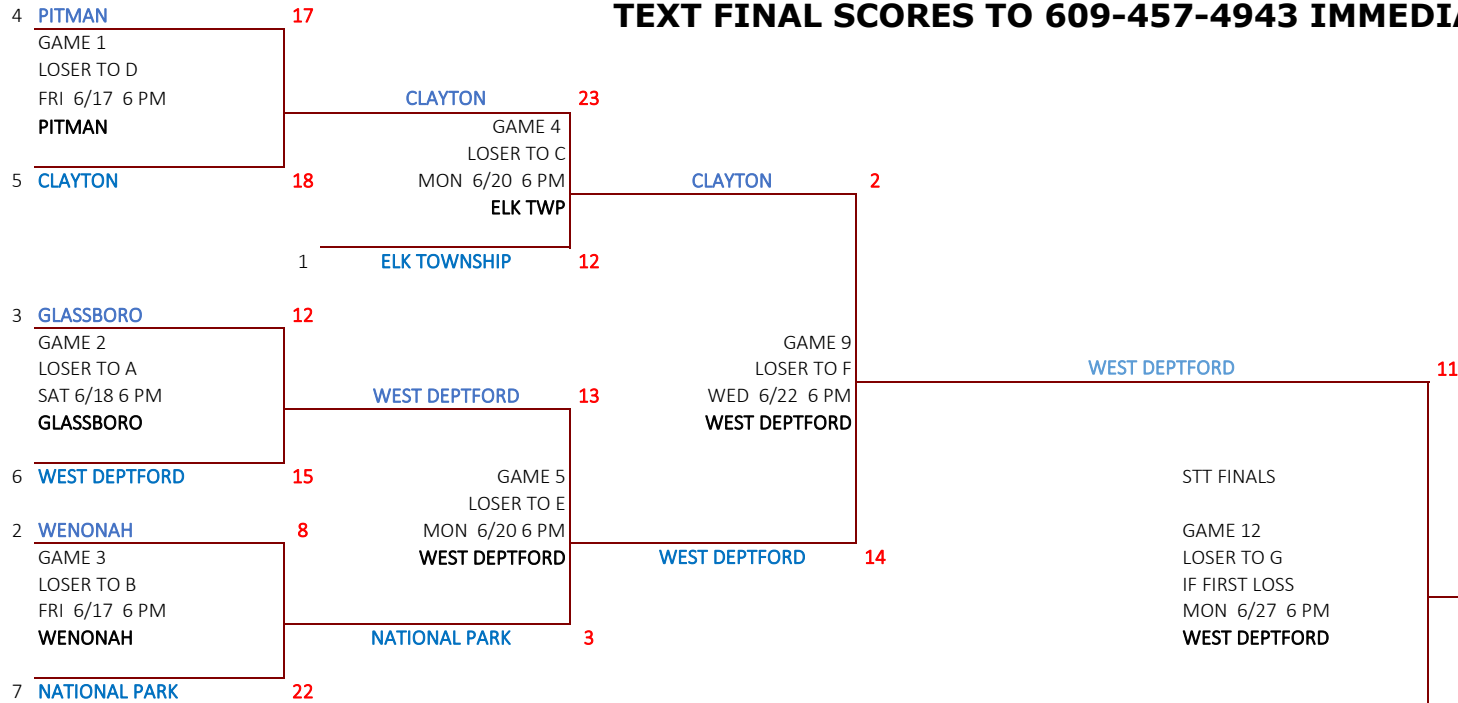 TEXT FINAL SCORES TO 609-457-4943 IMMEDIA
4 PITMAN 17
GAME 1
LOSER TO D
FRI 6/17 6 PM
PITMAN
5 CLAYTON 18
CLAYTON 23
GAME 4
LOSER TO C
MON 6/20 6 PM
ELK TWP
1 ELK TOWNSHIP 12
3 GLASSBORO 12
GAME 2
LOSER TO A
SAT 6/18 6 PM
GLASSBORO
6 WEST DEPTFORD 15
2 WENONAH 8
GAME 3
LOSER TO B
FRI 6/17 6 PM
WENONAH
7 NATIONAL PARK 22
WEST DEPTFORD 13
GAME 5
LOSER TO E
MON 6/20 6 PM
WEST DEPTFORD
NATIONAL PARK 3
CLAYTON 2
GAME 9
LOSER TO F
WED 6/22 6 PM
WEST DEPTFORD
WEST DEPTFORD 14
WEST DEPTFORD 11
STT FINALS
GAME 12
LOSER TO G
IF FIRST LOSS
MON 6/27 6 PM
WEST DEPTFORD